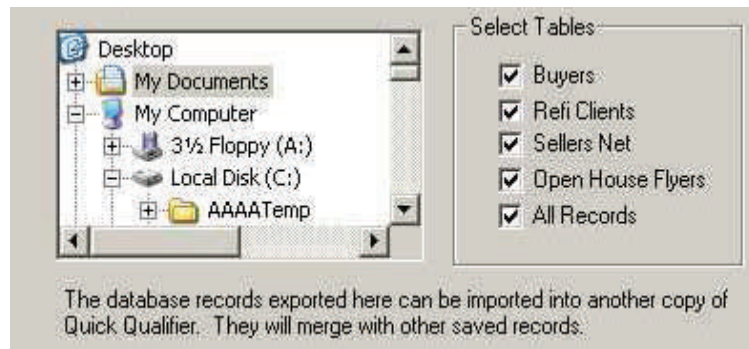 Desktop
My Documents
My Computer
3½ Floppy (A:)
Local Disk (C:)
AAAATemp
Select Tables
Buyers
Refi Clients
Sellers Net
Open House Flyers
All Records
The database records exported here can be imported into another copy of
Quick Qualifier. They will merge with other saved records.